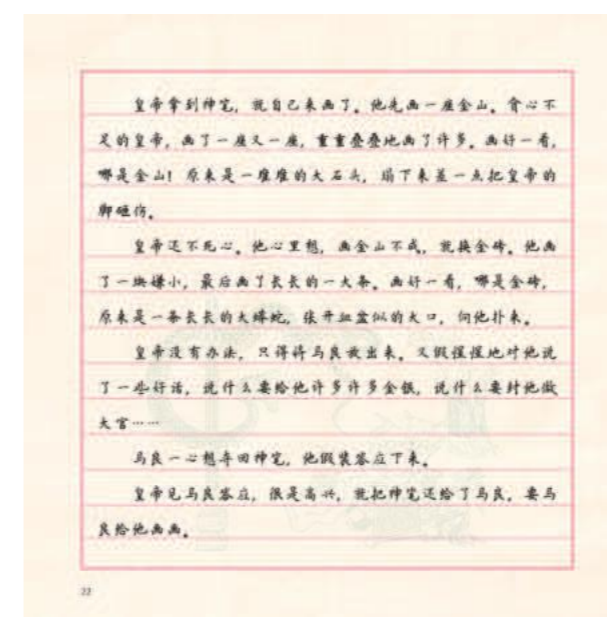 皇帝拿到神笔，就自己来画了。他先画一座金山。贪心不
足的皇帝，画了一座又一座，重重叠叠地画了许多。画好一看，
哪是金山！原来是一堆堆的大石头，塌下来差一点把皇帝的
脚砸伤。
皇帝还不死心。他心里想，画金山不成，就换金砖。他画
了一块嫌小，最后画了长长的一大条。画好一看，哪是金砖，
原来是一条长长的大蟒蛇，张开血盆似的大口，向他扑来。
皇帝没有办法，只得将马良放出来。又假惺惺地对他说
了一些好话，说什么要给他许多许多金银，说什么要封他做
大官……
马良一心想夺回神笔，他假装答应下来。
皇帝见马良答应，很是高兴，就把神笔还给了马良，要马
良给他画画。
22